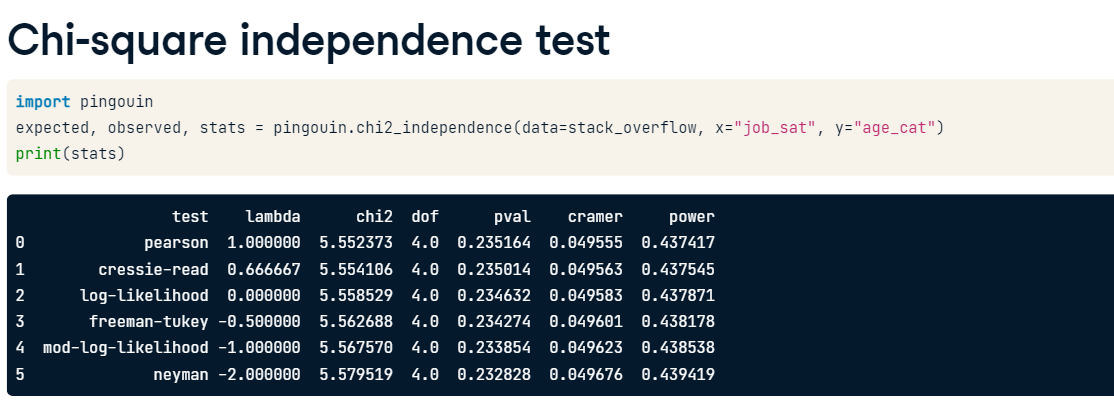 Chi-square independence test
import pingouin
expected, observed, stats = pingouin.chi2_independence(data=stack_overflow, x="job_sat", y="age_cat")
print(stats)
test lambda chi2 dof pval cramer power
0 pearson 1.000000 5.552373 4.0 0.235164 0.049555 0.437417
1 cressie-read 0.666667 5.554106 4.0 0.235014 0.049563 0.437545
2 log-likelihood 0.000000 5.558529 4.0 0.234632 0.049583 0.437871
3 freeman-tukey -0.500000 5.562688 4.0 0.234274 0.049601 0.438178
4 mod-log-likelihood -1.000000 5.567570 4.0 0.233854 0.049623 0.438538
5 neyman -2.000000 5.579519 4.0 0.232828 0.049676 0.439419